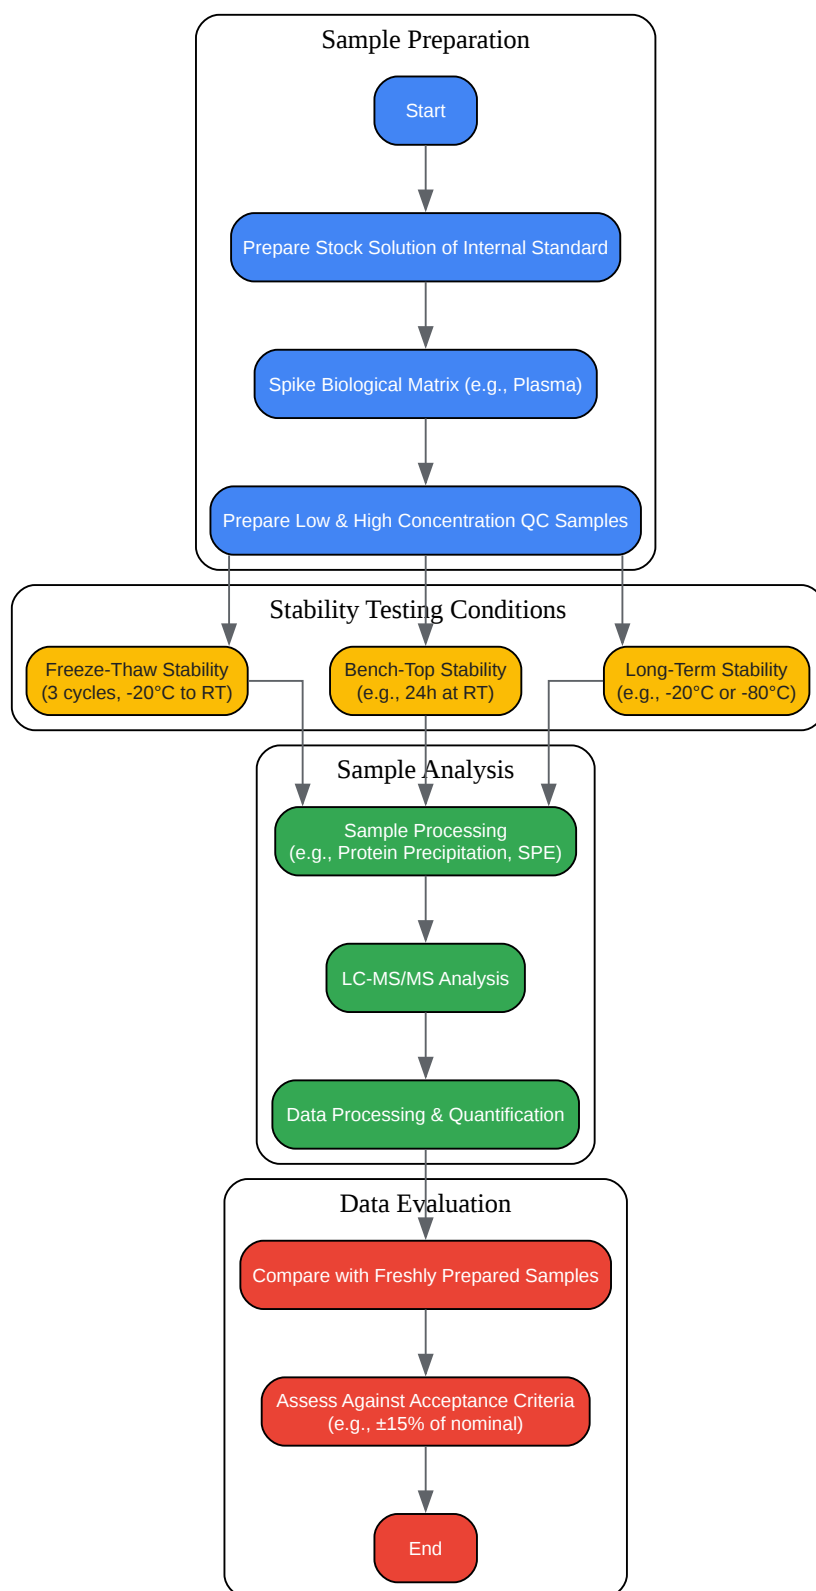 Sample Preparation
Start
Prepare Stock Solution of Internal Standard
Spike Biological Matrix (e.g., Plasma)
Prepare Low & High Concentration QC Samples
Stability Testing Conditions
Freeze-Thaw Stability
(3 cycles, -20°C to RT)
Bench-Top Stability
(e.g., 24h at RT)
Long-Term Stability
(e.g., -20°C or -80°C)
Sample Analysis
Sample Processing
(e.g., Protein Precipitation, SPE)
LC-MS/MS Analysis
Data Processing & Quantification
Data Evaluation
Compare with Freshly Prepared Samples
Assess Against Acceptance Criteria
(e.g., ±15% of nominal)
End